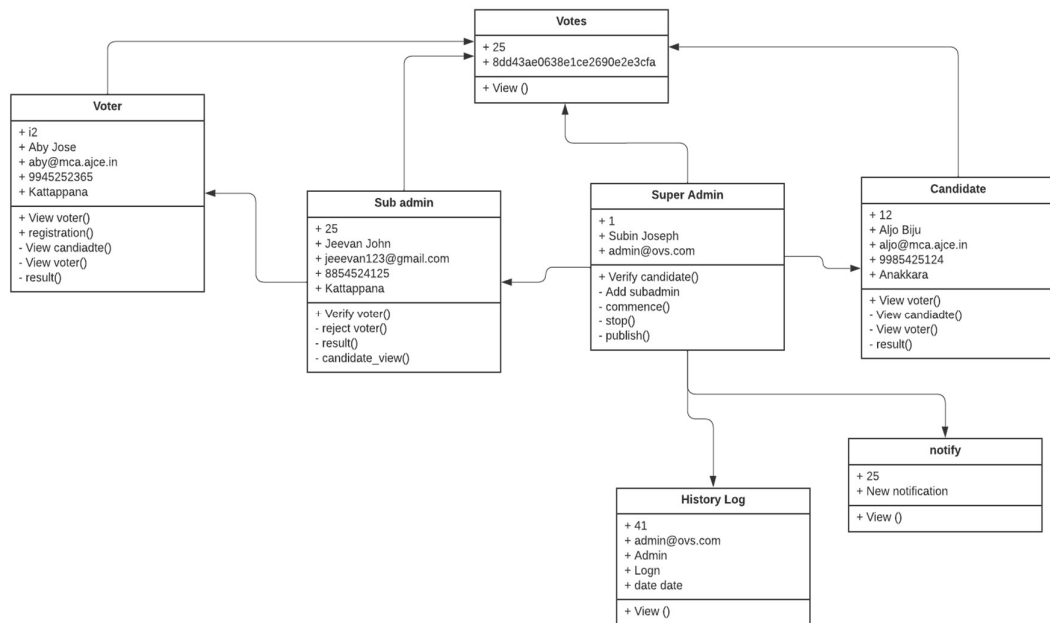 Votes
+ 25
+ 8dd43ae0638e1ce2690e2e3cfa
+ View ()
Voter
+ i2
+ Aby Jose
+ aby@mca.ajce.in
+ 9945252365
+ Kattappana
+ View voter()
+ registration()
- View candiadte()
- View voter()
- result()
Sub admin
+ 25
+ Jeevan John
+ jeeevan123@gmail.com
+ 8854524125
+ Kattappana
+ Verify voter()
- reject voter()
- result()
- candidate_view()
Super Admin
+ 1
+ Subin Joseph
+ admin@ovs.com
+ Verify candidate()
- Add subadmin
- commence()
- stop()
- publish()
Candidate
+ 12
+ Aljo Biju
+ aljo@mca.ajce.in
+ 9985425124
+ Anakkara
+ View voter()
- View candiadte()
- View voter()
- result()
notify
+ 25
+ New notification
+ View ()
History Log
+ 41
+ admin@ovs.com
+ Admin
+ Logn
+ date date
+ View ()